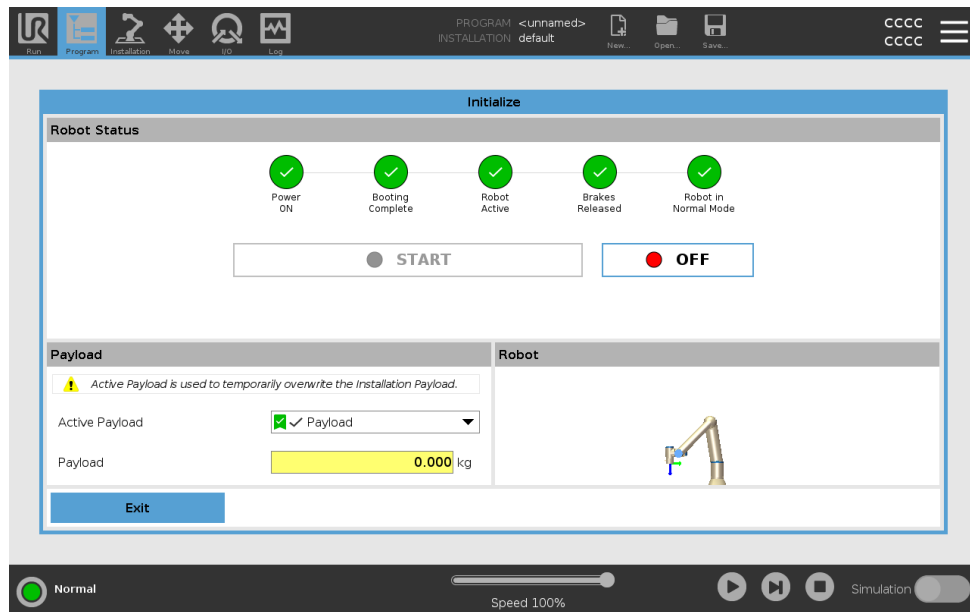 UR
PROGRAM <unnamed>
INSTALLATION default
cccc
cccc
Run
Program
Installation
Move
I/O
Log
New...
Open...
Save...
Initialize
Robot Status
Power
ON
Booting
Complete
Robot
Active
Brakes
Released
Robot in
Normal Mode
START
OFF
Payload
Robot
Active Payload is used to temporarily overwrite the Installation Payload.
Active Payload
Payload
Payload
0.000 kg
Exit
Normal
Speed 100%
Simulation